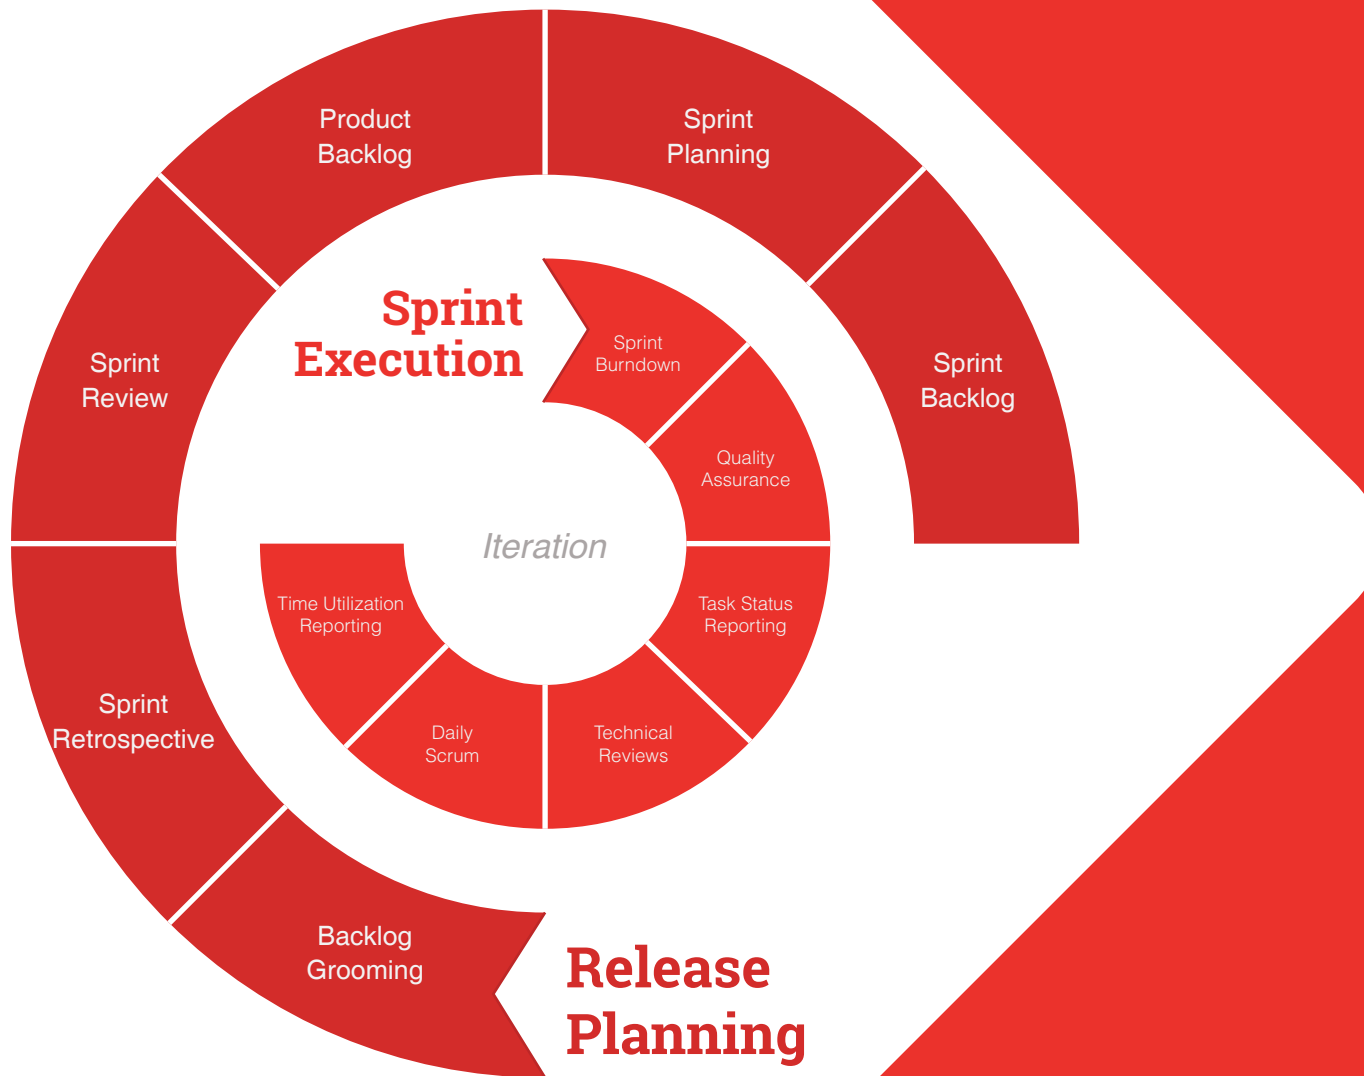 Product
Backlog
Sprint
Planning
Sprint
Review
Sprint
Backlog
Sprint
Retrospective
Backlog
Grooming
Release
Planning
Sprint
Execution
Sprint
Burndown
Quality
Assurance
Task Status
Reporting
Technical
Reviews
Daily
Scrum
Time Utilization
Reporting
Iteration